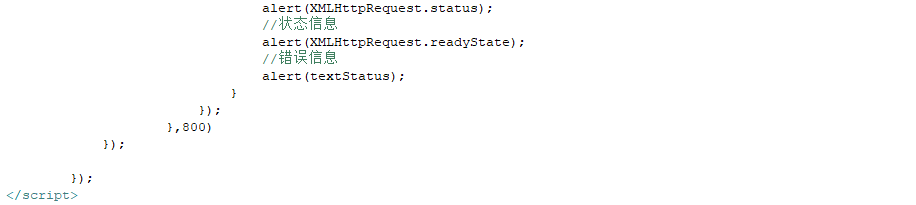 alert(XMLHttpRequest.status);
//状态信息
alert(XMLHttpRequest.readyState);
//错误信息
alert(textStatus);
}
});
},800)
});
});
</script>